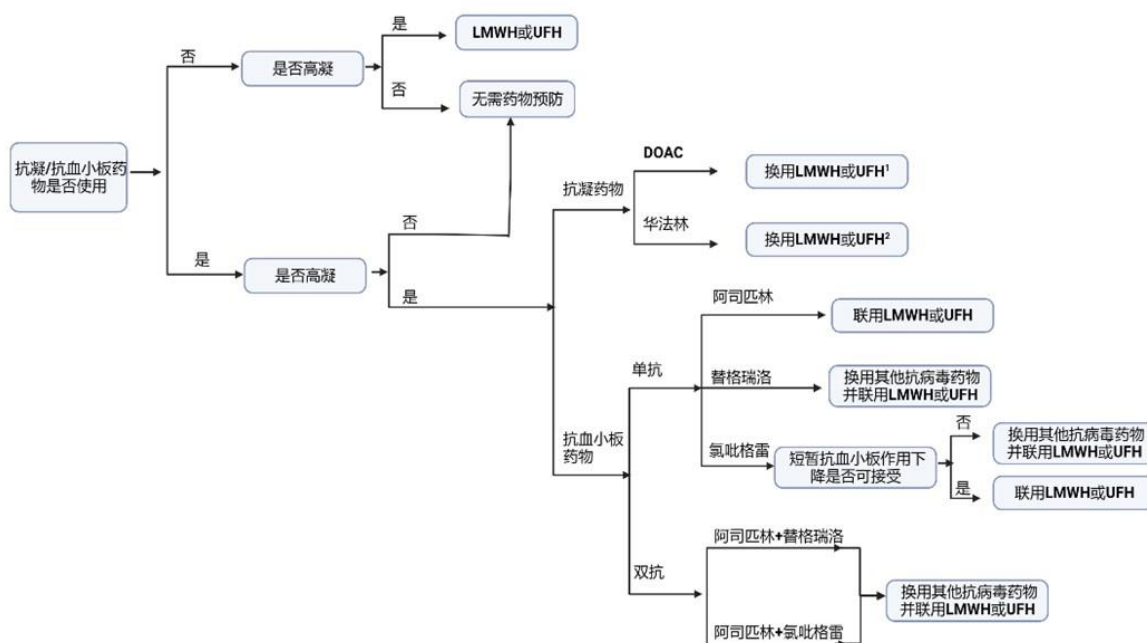 是
LMWH或UFH
否
是否高凝
否
无需药物预防
抗凝/抗血小板药
物是否使用
DOAC
换用LMWH或UFH¹
抗凝药物
华法林
换用LMWH或UFH²
否
是
是否高凝
是
阿司匹林
联用LMWH或UFH
单抗
替格瑞洛
换用其他抗病毒药物
并联用LMWH或UFH
抗血小板
药物
氯吡格雷
短暂抗血小板作用下
降是否可接受
否
换用其他抗病毒药物
并联用LMWH或UFH
是
联用LMWH或UFH
双抗
阿司匹林+替格瑞洛
换用其他抗病毒药物
并联用LMWH或UFH
阿司匹林+氯吡格雷